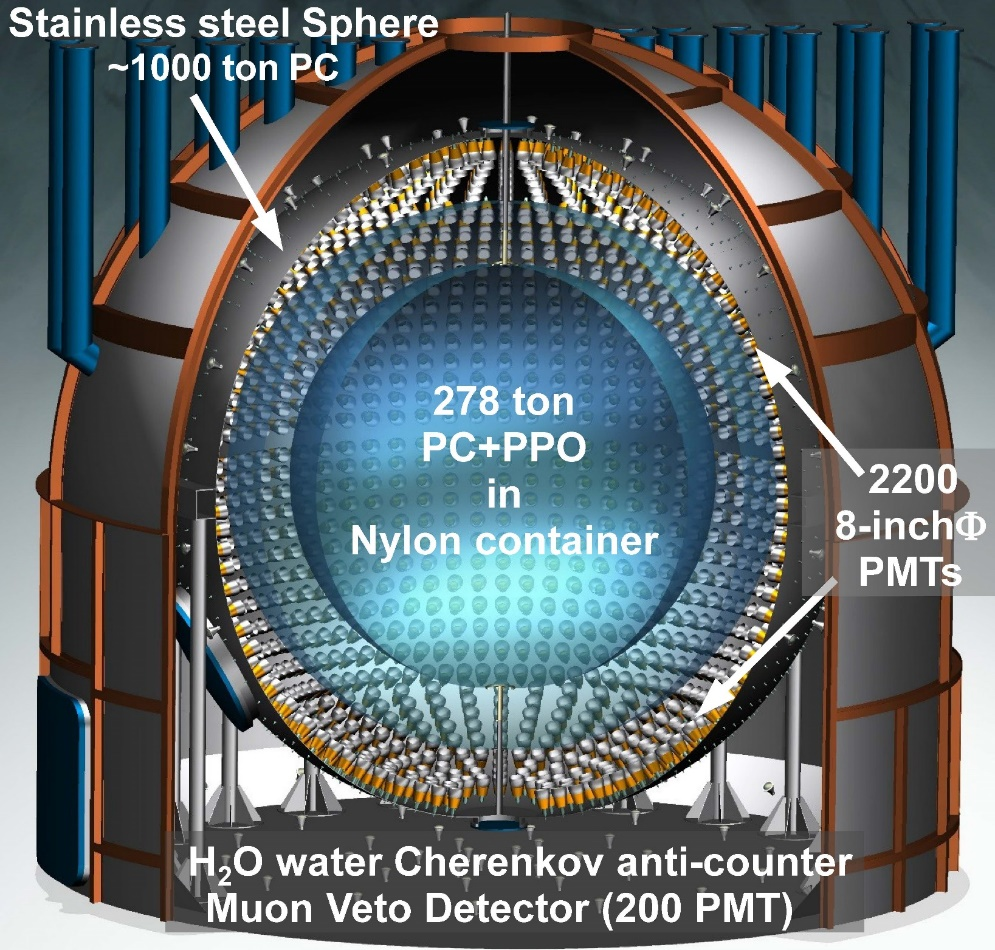 Stainless steel Sphere
~1000 ton PC
278 ton
PC+PPO
in
Nylon container
2200
8-inchΦ
PMTs
H₂O water Cherenkov anti-counter
Muon Veto Detector (200 PMT)